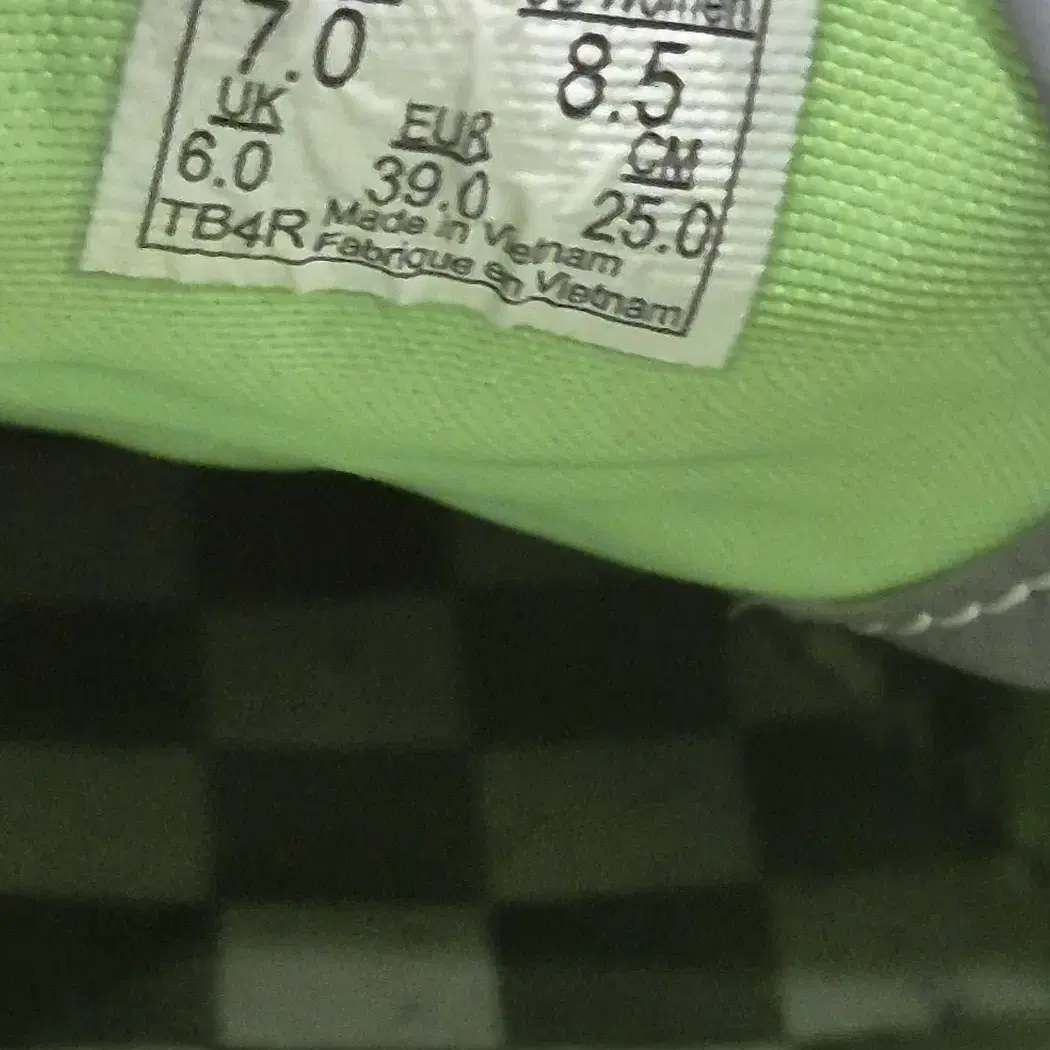 7.0 8.5
UK EUR CM
6.0 39.0 25.0
TB4R Made in Vietnam
Fabrique en Vietnam